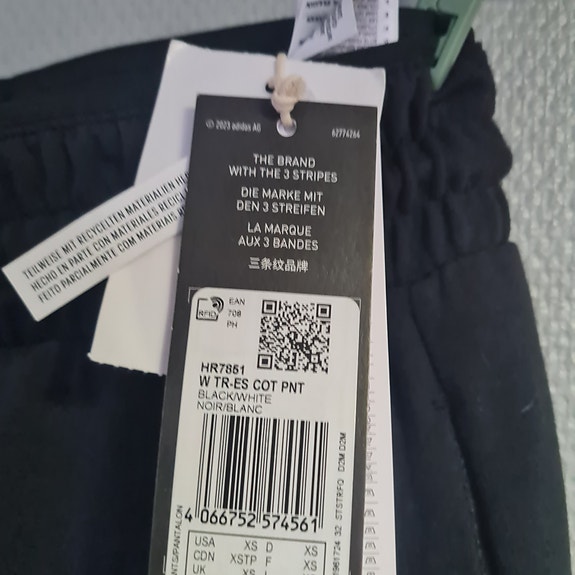 © 2023 adidas AG
62774264
THE BRAND
WITH THE 3 STRIPES
DIE MARKE MIT
DEN 3 STREIFEN
LA MARQUE
AUX 3 BANDES
三条纹品牌
TEILWEISE MIT RECYCELTEN MATERIALIEN
HECHO EN PARTE CON MATERIALES
FEITO PARCIALMENTE COM MATERIAIS
RFID
EAN
708
PH
HR7851
W TR-ES COT PNT
BLACK/WHITE
NOIR/BLANC
4 066752 574561
USA XS D XS
CDN XSTP F XS
UK
D2M D2M